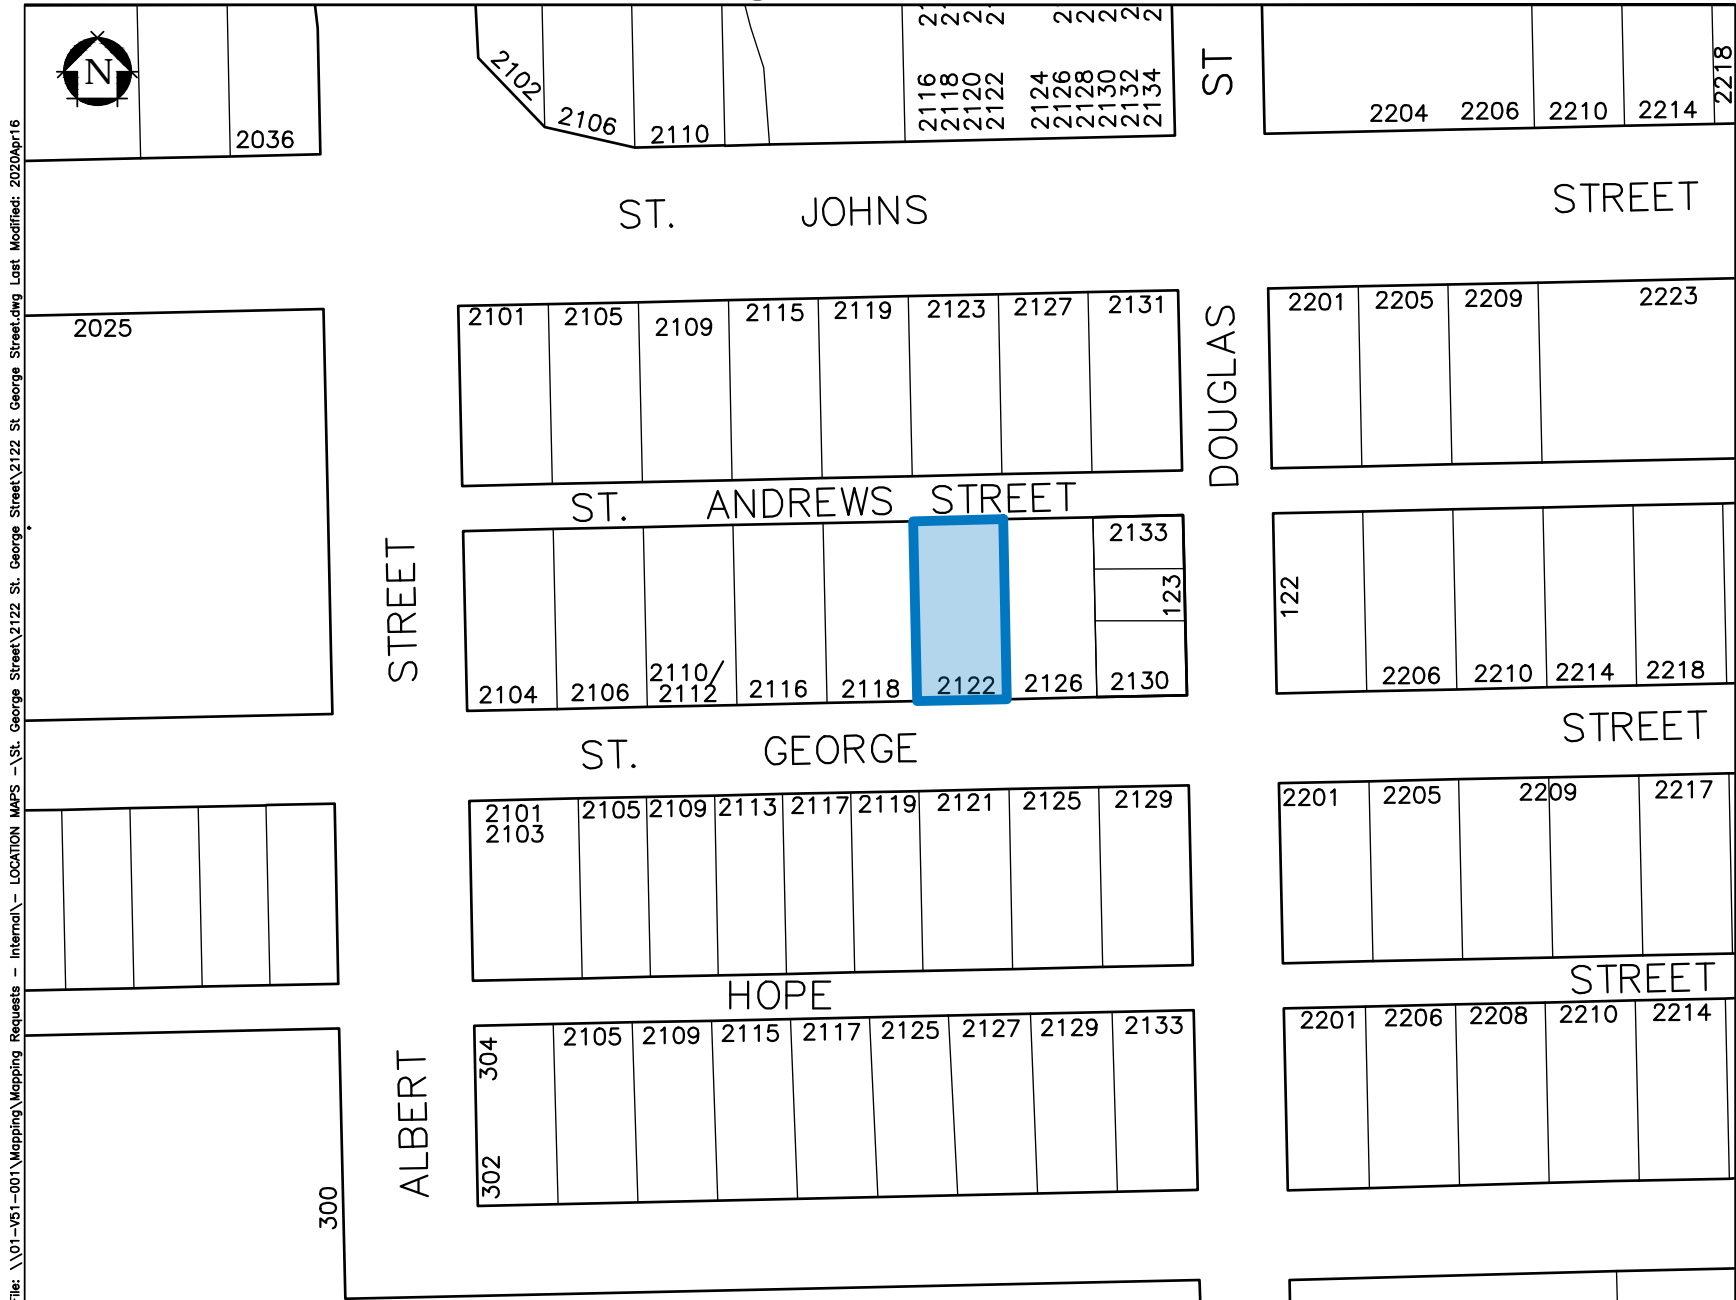 File: \\01-V51-001\Mapping\Mapping Requests - Internal\- LOCATION MAPS -\St. George Street\2122 St. George Street\2122 St George Street.dwg Last Modified: 2020Apr16
N
2036
2102
2106
2110
2116
2118
2120
2122
2124
2126
2128
2130
2132
2134
ST
2204 2206 2210 2214
2218
ST. JOHNS STREET
2025
2101 2105 2109 2115 2119 2123 2127 2131
DOUGLAS
2201 2205 2209 2223
ST. ANDREWS STREET
STREET
2133
123
122
2104 2106 2110/
2112 2116 2118 2122 2126 2130
2206 2210 2214 2218
ST. GEORGE STREET
2101
2103
2105 2109 2113 2117 2119 2121 2125 2129
2201 2205 2209 2217
HOPE STREET
ALBERT
304
302
2105 2109 2115 2117 2125 2127 2129 2133
2201 2206 2208 2210 2214
300